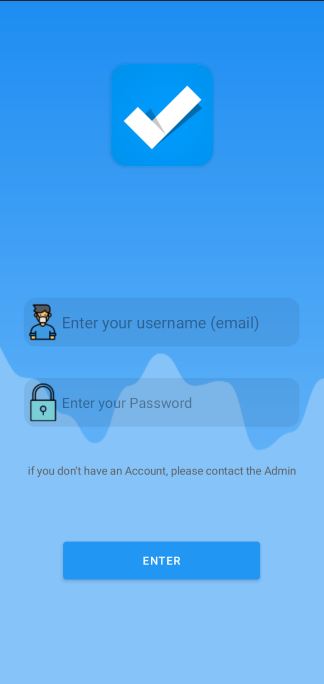 Enter your username (email)
Enter your Password
if you don't have an Account, please contact the Admin
ENTER